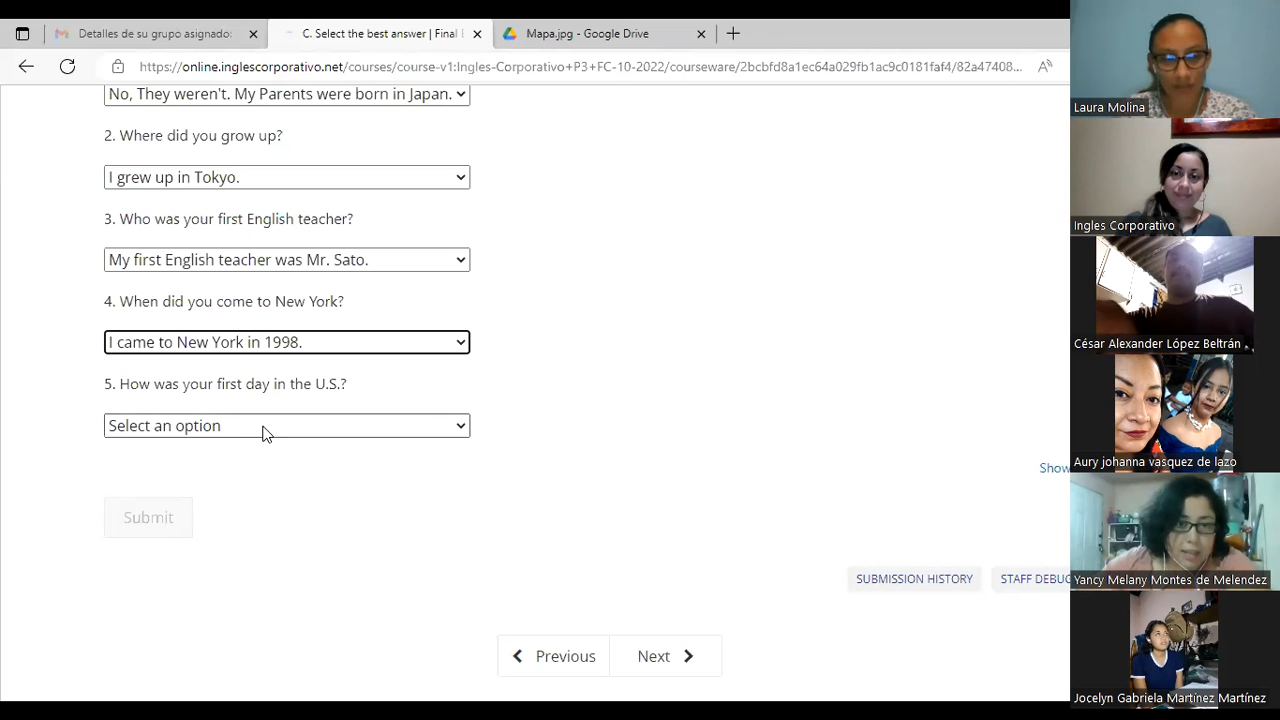 Detalles de su grupo asignado:
C. Select the best answer | Final E
Mapa.jpg - Google Drive
https://online.inglescorporativo.net/courses/course-v1:Ingles-Corporativo+P3+FC-10-2022/courseware/2bcbfd8a1ec64a029fb1ac9c0181faf4/82a47408...
No, They weren't. My Parents were born in Japan.
2. Where did you grow up?
I grew up in Tokyo.
3. Who was your first English teacher?
My first English teacher was Mr. Sato.
4. When did you come to New York?
I came to New York in 1998.
5. How was your first day in the U.S.?
Select an option
Show
Submit
SUBMISSION HISTORY
STAFF DEBUG
Previous
Next
Laura Molina
Ingles Corporativo
César Alexander López Beltrán
Aury johanna vasquez de lazo
Yancy Melany Montes de Melendez
Jocelyn Gabriela Martínez Martínez